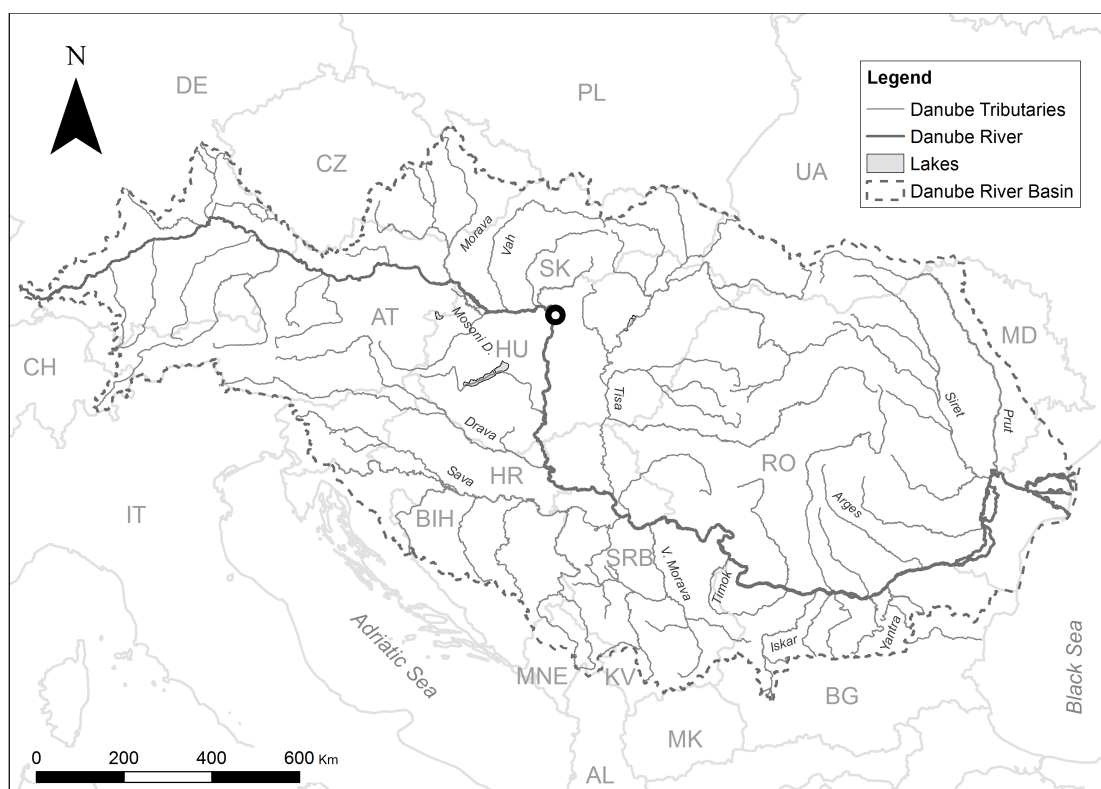 N
DE
PL
Legend
Danube Tributaries
Danube River
Lakes
Danube River Basin
CZ
UA
Morava
Vah
SK
AT
Mosoni D.
HU
MD
CH
Tisa
Siret
Prut
Drava
Sava
HR
RO
Arges
IT
BIH
SRB
V. Morava
Timok
Iskar
Yantra
Adriatic Sea
MNE
KV
BG
Black Sea
MK
AL
0 200 400 600 Km